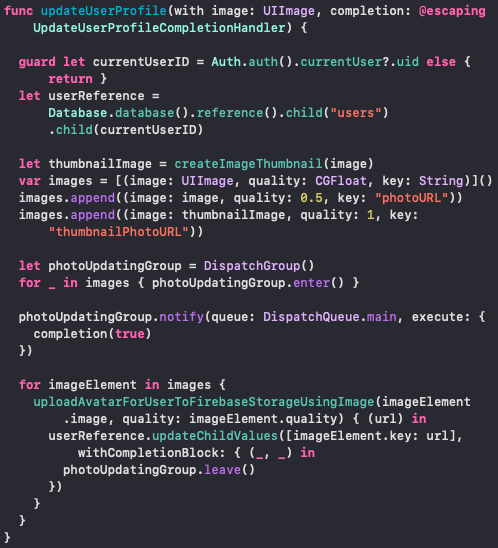 func updateUserProfile(with image: UIImage, completion: @escaping
    UpdateUserProfileCompletionHandler) {

  guard let currentUserID = Auth.auth().currentUser?.uid else {
      return }
  let userReference =
      Database.database().reference().child("users")
      .child(currentUserID)

  let thumbnailImage = createImageThumbnail(image)
  var images = [(image: UIImage, quality: CGFloat, key: String)]()
  images.append((image: image, quality: 0.5, key: "photoURL"))
  images.append((image: thumbnailImage, quality: 1, key:
      "thumbnailPhotoURL"))

  let photoUpdatingGroup = DispatchGroup()
  for _ in images { photoUpdatingGroup.enter() }

  photoUpdatingGroup.notify(queue: DispatchQueue.main, execute: {
    completion(true)
  })

  for imageElement in images {
    uploadAvatarForUserToFirebaseStorageUsingImage(imageElement
        .image, quality: imageElement.quality) { (url) in
      userReference.updateChildValues([imageElement.key: url],
          withCompletionBlock: { (_, _) in
        photoUpdatingGroup.leave()
      })
    }
  }
}